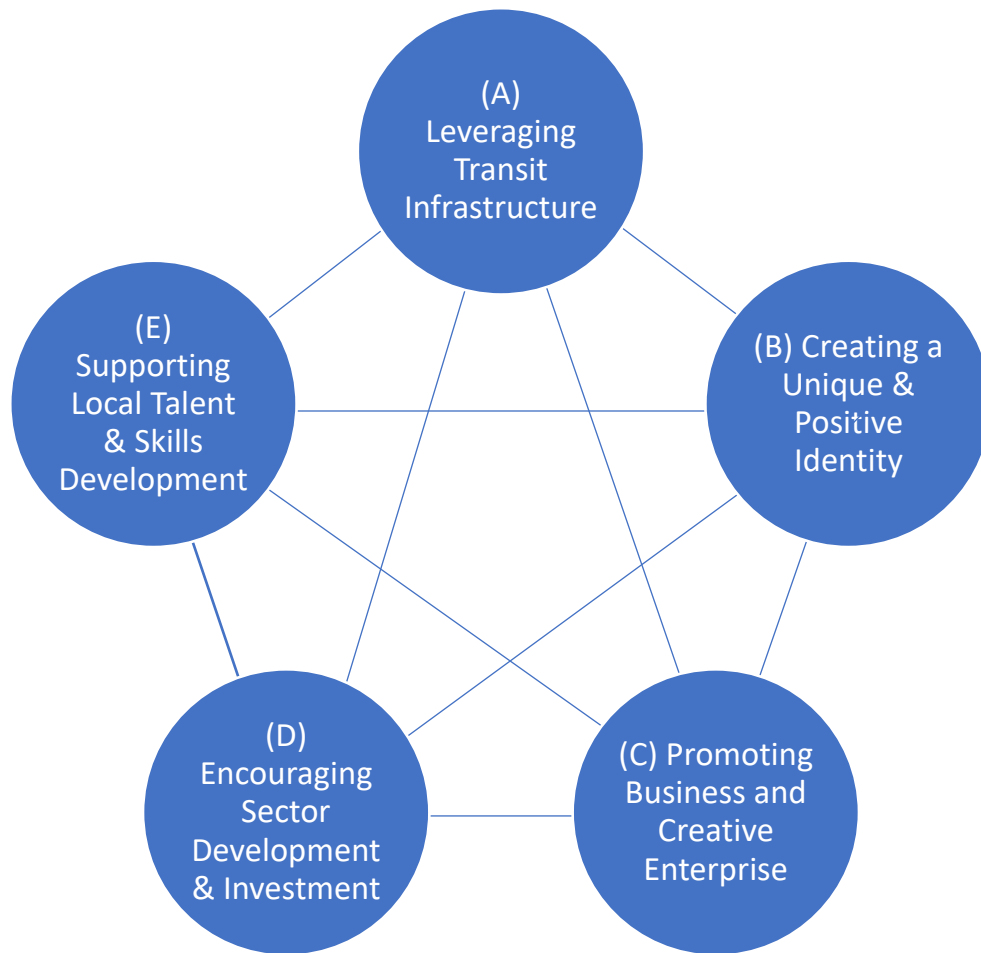 (A)
Leveraging
Transit
Infrastructure
(B) Creating a
Unique &
Positive
Identity
(C) Promoting
Business and
Creative
Enterprise
(D)
Encouraging
Sector
Development
& Investment
(E)
Supporting
Local Talent
& Skills
Development